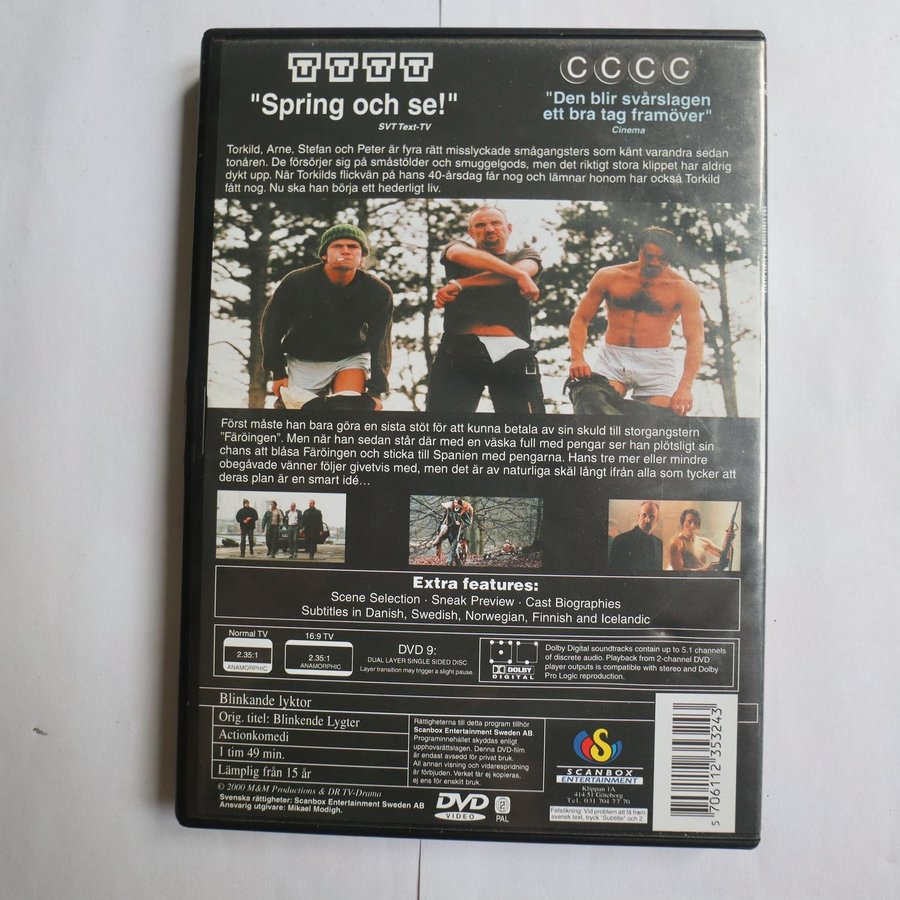 TTTT
CCCC
"Spring och se!"
SVT Text-TV
"Den blir svårslagen
ett bra tag framöver"
Cinema
Torkild, Arne, Stefan och Peter är fyra rätt misslyckade smågangsters som känt varandra sedan
tonåren. De försörjer sig på småstölder och smuggelgods, men det riktigt stora klippet har aldrig
dykt upp. När Torkilds flickvän på hans 40-årsdag får nog och lämnar honom har också Torkild
fått nog. Nu ska han börja ett hederligt liv.
Först måste han bara göra en sista stöt för att kunna betala av sin skuld till storgangstern
"Färöingen". Men när han sedan står där med en väska full med pengar ser han plötsligt sin
chans att blåsa Färöingen och sticka till Spanien med pengarna. Hans tre mer eller mindre
obegåvade vänner följer givetvis med, men det är av naturliga skäl långt ifrån alla som tycker att
deras plan är en smart idé...
Extra features:
Scene Selection · Sneak Preview · Cast Biographies
Subtitles in Danish, Swedish, Norwegian, Finnish and Icelandic
Normal TV
2.35:1
ANAMORPHIC
16:9 TV
2.35:1
ANAMORPHIC
DVD 9:
DUAL LAYER SINGLE SIDED DISC
Layer transition may trigger a slight pause.
DOLBY
DIGITAL
Dolby Digital soundtracks contain up to 5.1 channels
of discrete audio. Playback from 2-channel DVD
player outputs is compatible with stereo and Dolby
Pro Logic reproduction.
Blinkande lyktor
Orig. titel: Blinkende Lygter
Actionkomedi
1 tim 49 min.
Lämplig från 15 år
© 2000 M&M Productions & DR TV-Drama
Svenska rättigheter: Scanbox Entertainment Sweden AB
Ansvarig utgivare: Mikael Modigh.
Rättigheterna till detta program tillhör
Scanbox Entertainment Sweden AB.
Programinnehållet skyddas enligt
upphovsrättslagen. Denna DVD-film
är endast avsedd för privat bruk.
All annan visning och vidarespridning
är förbjuden. Verket får ej kopieras,
ej ens för enskilt bruk.
DVD
VIDEO
2
PAL
S
SCANBOX
ENTERTAINMENT
Klippan 1A
414 51 Göteborg
Tel. 031 704 77 70
Felsökning: Vid problem att få fram
svensk text, tryck "Subtitle" och 2.
5 706112 353243